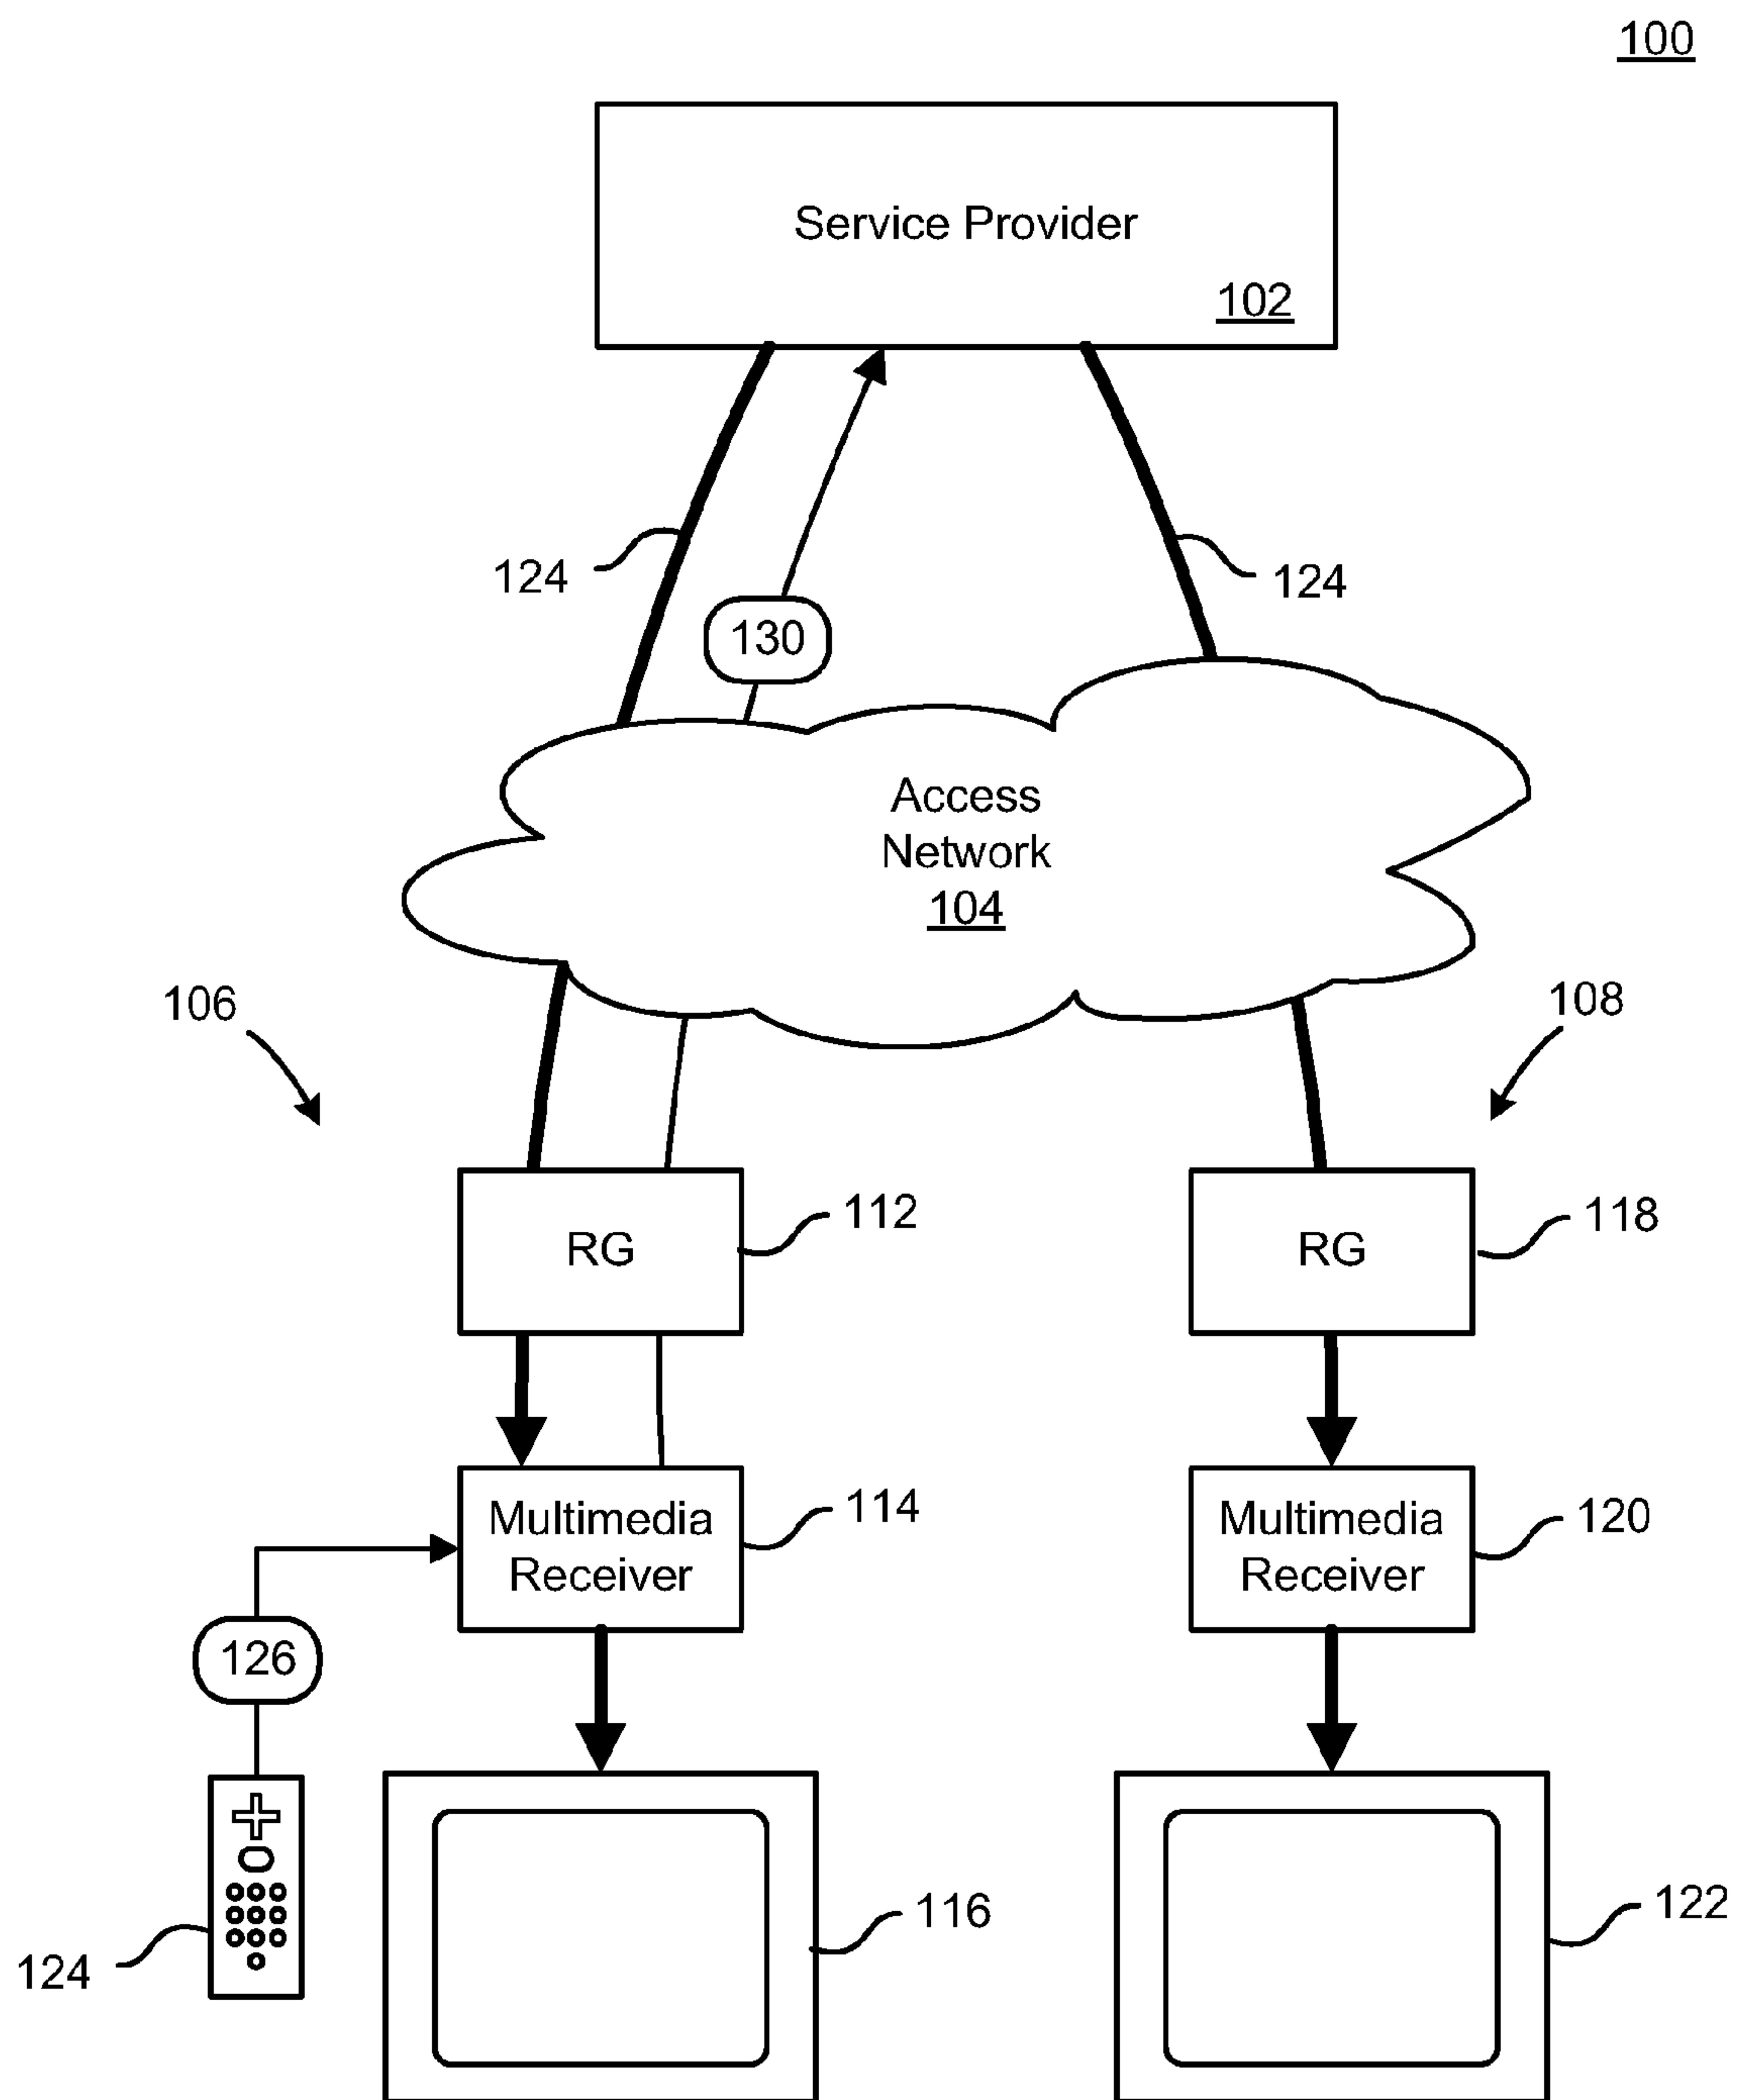 100
Service Provider
102
124
124
130
Access
Network
104
106
108
RG
112
RG
118
Multimedia
Receiver
114
Multimedia
Receiver
120
126
116
122
124